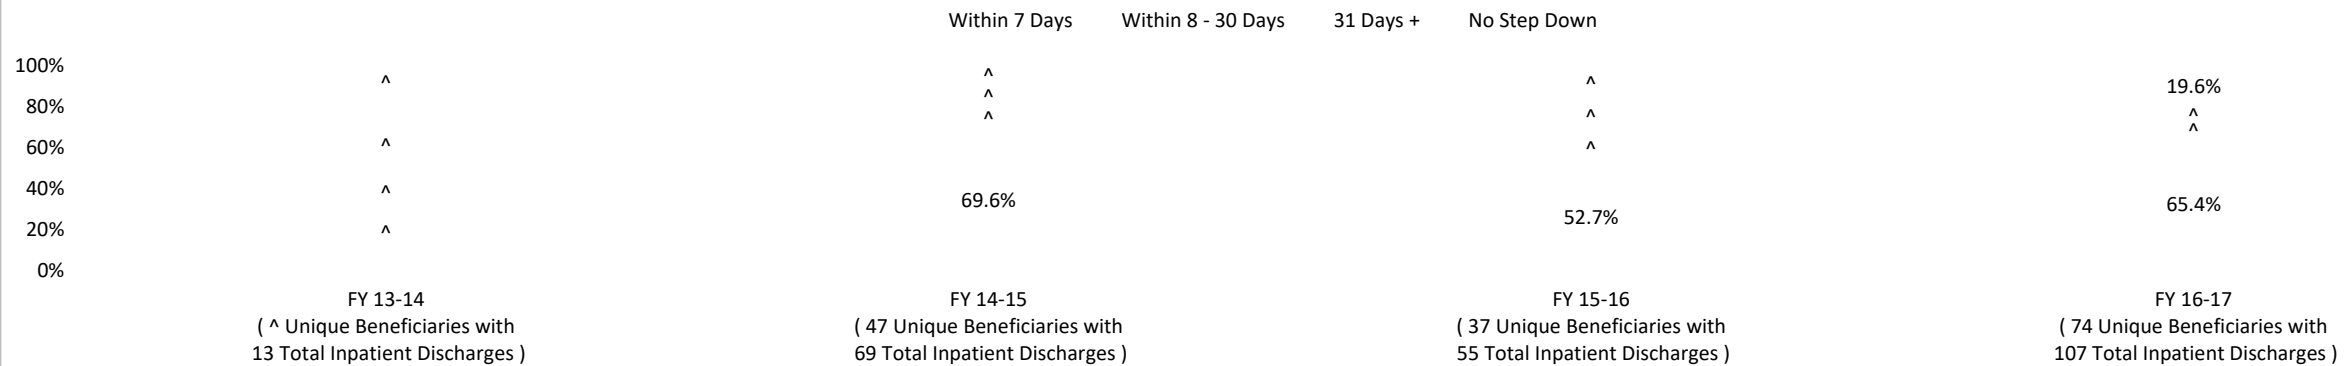 Within 7 Days Within 8 - 30 Days 31 Days + No Step Down
100%
80%
60%
40%
20%
0%
^
^
^
^
^
^
^
69.6%
^
^
^
52.7%
19.6%
^
^
65.4%
FY 13-14
( ^ Unique Beneficiaries with
13 Total Inpatient Discharges )
FY 14-15
( 47 Unique Beneficiaries with
69 Total Inpatient Discharges )
FY 15-16
( 37 Unique Beneficiaries with
55 Total Inpatient Discharges )
FY 16-17
( 74 Unique Beneficiaries with
107 Total Inpatient Discharges )